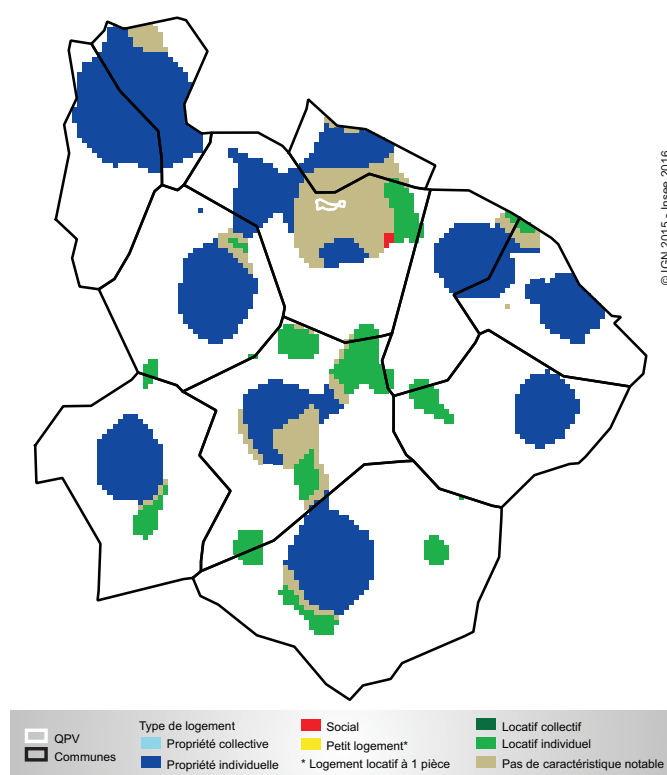 © IGN 2015 - Insee 2016
QPV
Communes
Type de logement
Propriété collective
Propriété individuelle
Social
Petit logement*
* Logement locatif à 1 pièce
Locatif collectif
Locatif individuel
Pas de caractéristique notable